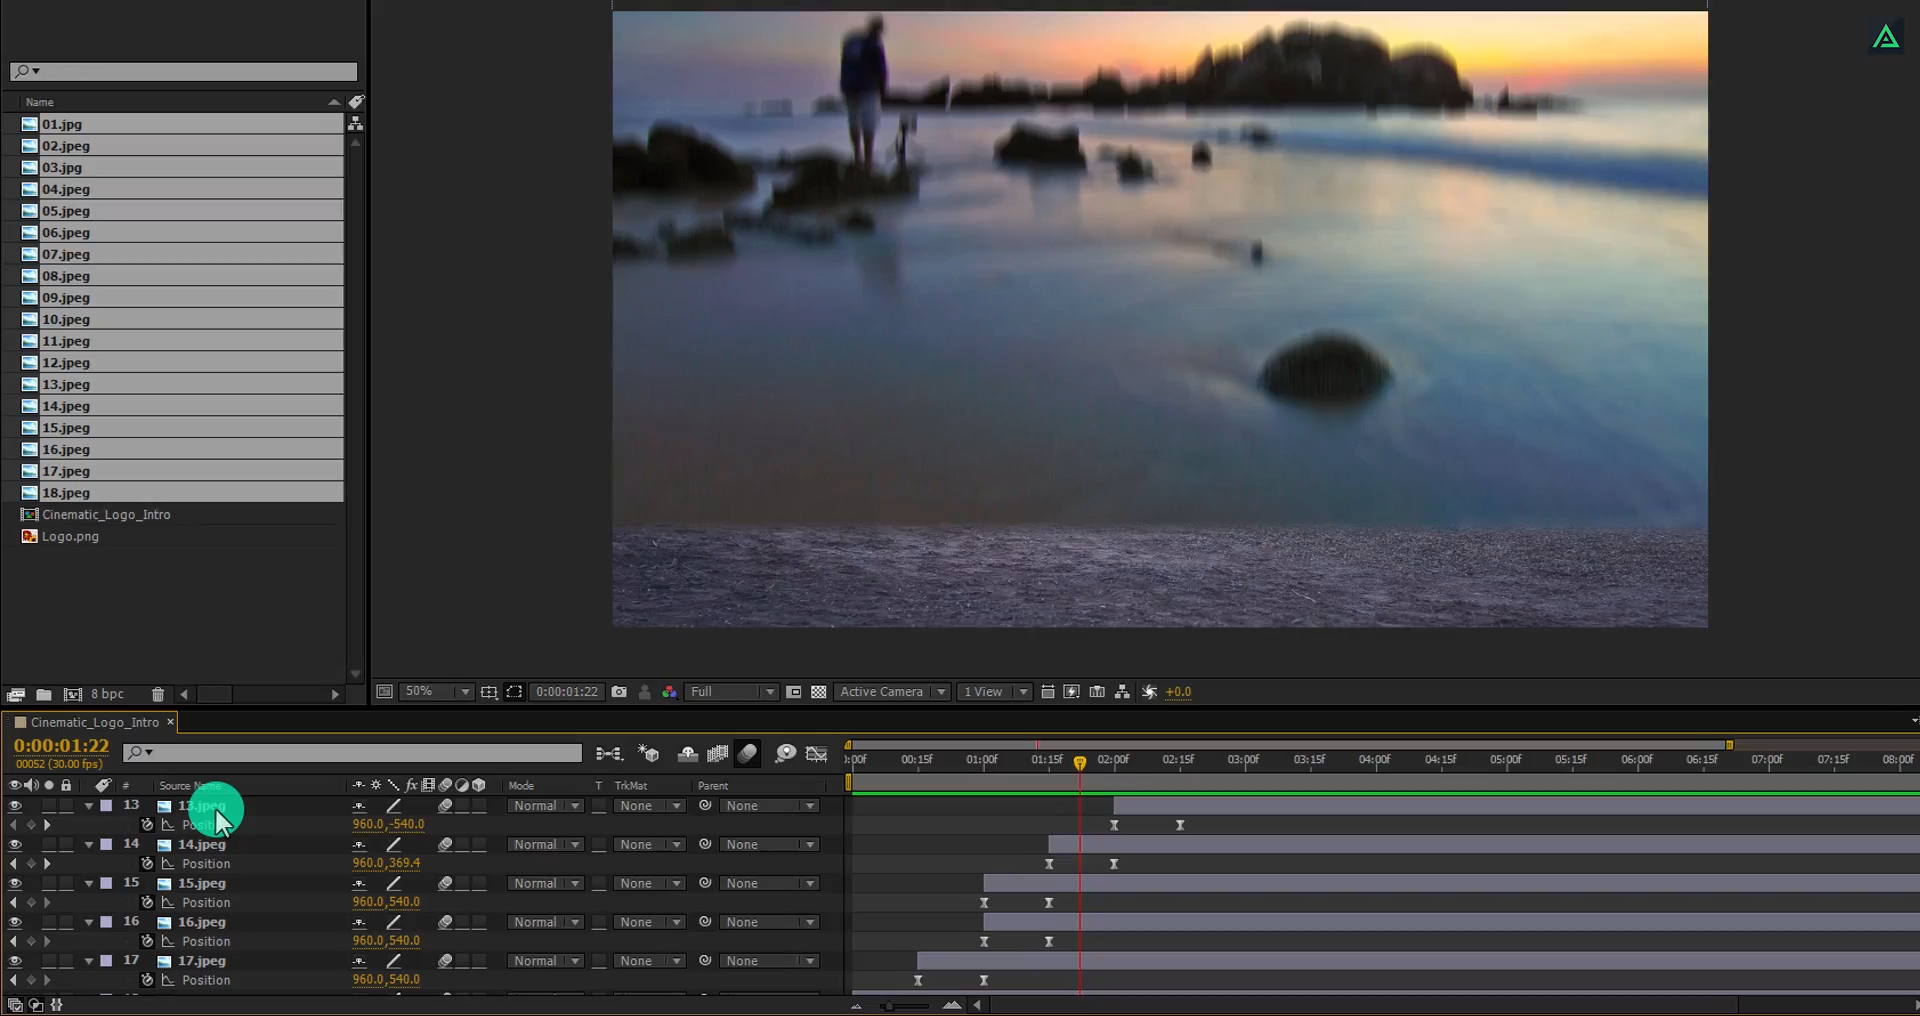 Name
01.jpg
02.jpeg
03.jpg
04.jpeg
05.jpeg
06.jpeg
07.jpeg
08.jpeg
09.jpeg
10.jpeg
11.jpeg
12.jpeg
13.jpeg
14.jpeg
15.jpeg
16.jpeg
17.jpeg
18.jpeg
Cinematic_Logo_Intro
Logo.png
8 bpc
50% 0:00:01:22 Full Active Camera 1 View +0.0
Cinematic_Logo_Intro ×
0:00:01:22
00052 (30.00 fps)
):00f 00:15f 01:00f 01:15f 02:00f 02:15f 03:00f 03:15f 04:00f 04:15f 05:00f 05:15f 06:00f 06:15f 07:00f 07:15f 08:00f
# Source Name fx Mode T TrkMat Parent
13 13.jpeg Normal None None
960.0,-540.0
14 14.jpeg Normal None None
Position 960.0,369.4
15 15.jpeg Normal None None
Position 960.0,540.0
16 16.jpeg Normal None None
Position 960.0,540.0
17 17.jpeg Normal None None
Position 960.0,540.0